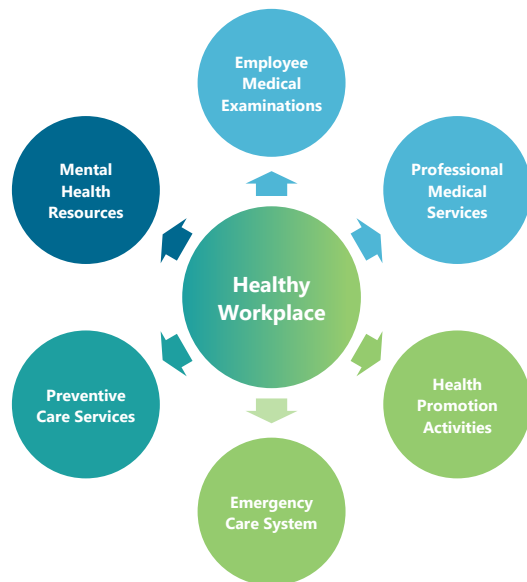 Employee
Medical
Examinations
Mental
Health
Resources
Professional
Medical
Services
Healthy
Workplace
Preventive
Care Services
Health
Promotion
Activities
Emergency
Care System